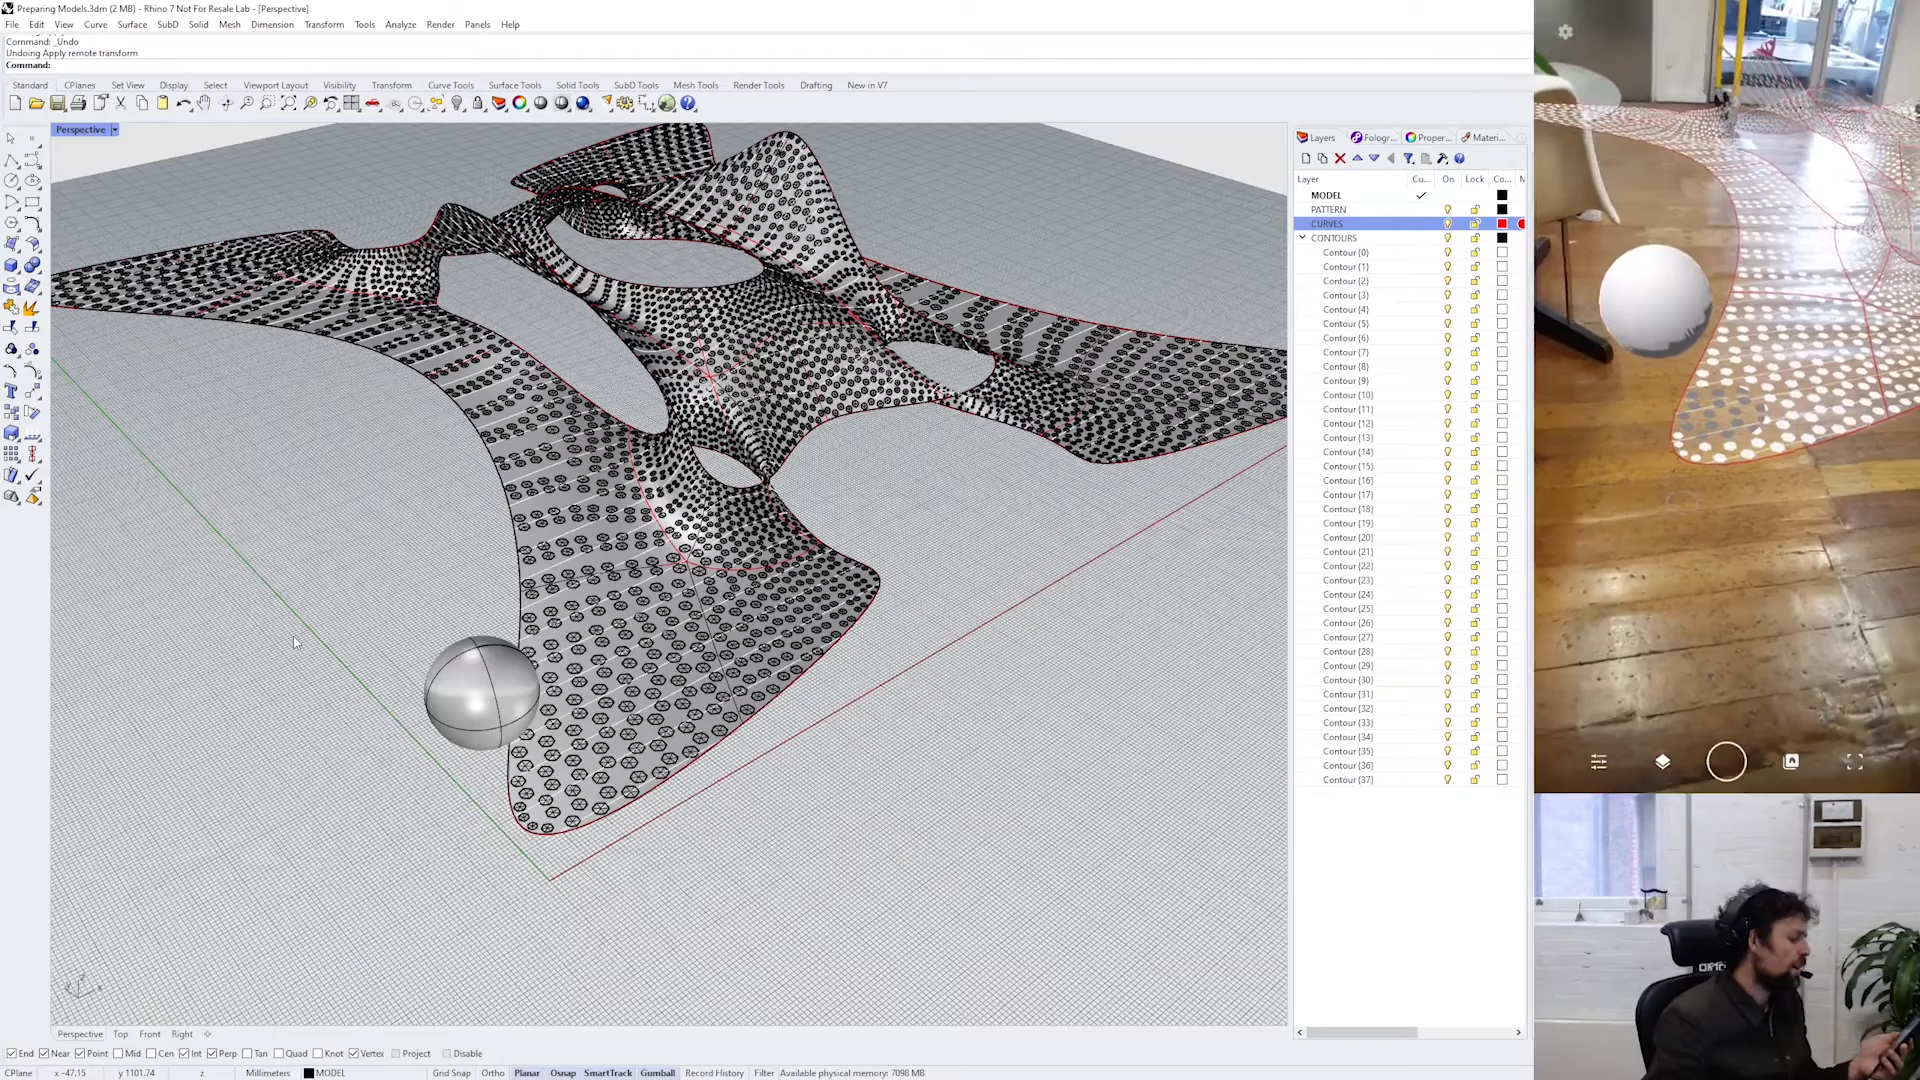 Preparing Models.3dm (2 MB) - Rhino 7 Not For Resale Lab - [Perspective]
File Edit View Curve Surface SubD Solid Mesh Dimension Transform Tools Analyze Render Panels Help
Command: _Undo
Undoing Apply remote transform
Command:
Standard CPlanes Set View Display Select Viewport Layout Visibility Transform Curve Tools Surface Tools Solid Tools SubD Tools Mesh Tools Render Tools Drafting New in V7
Perspective
Layers Fologr... Proper... Materi...
Layer Cu... On Lock Co... M
MODEL
PATTERN
CURVES
CONTOURS
Contour {0}
Contour {1}
Contour {2}
Contour {3}
Contour {4}
Contour {5}
Contour {6}
Contour {7}
Contour {8}
Contour {9}
Contour {10}
Contour {11}
Contour {12}
Contour {13}
Contour {14}
Contour {15}
Contour {16}
Contour {17}
Contour {18}
Contour {19}
Contour {20}
Contour {21}
Contour {22}
Contour {23}
Contour {24}
Contour {25}
Contour {26}
Contour {27}
Contour {28}
Contour {29}
Contour {30}
Contour {31}
Contour {32}
Contour {33}
Contour {34}
Contour {35}
Contour {36}
Contour {37}
z
y x
Perspective Top Front Right
End Near Point Mid Cen Int Perp Tan Quad Knot Vertex Project Disable
CPlane x -47.15 y 1101.74 z Millimeters MODEL Grid Snap Ortho Planar Osnap SmartTrack Gumball Record History Filter Available physical memory: 7098 MB